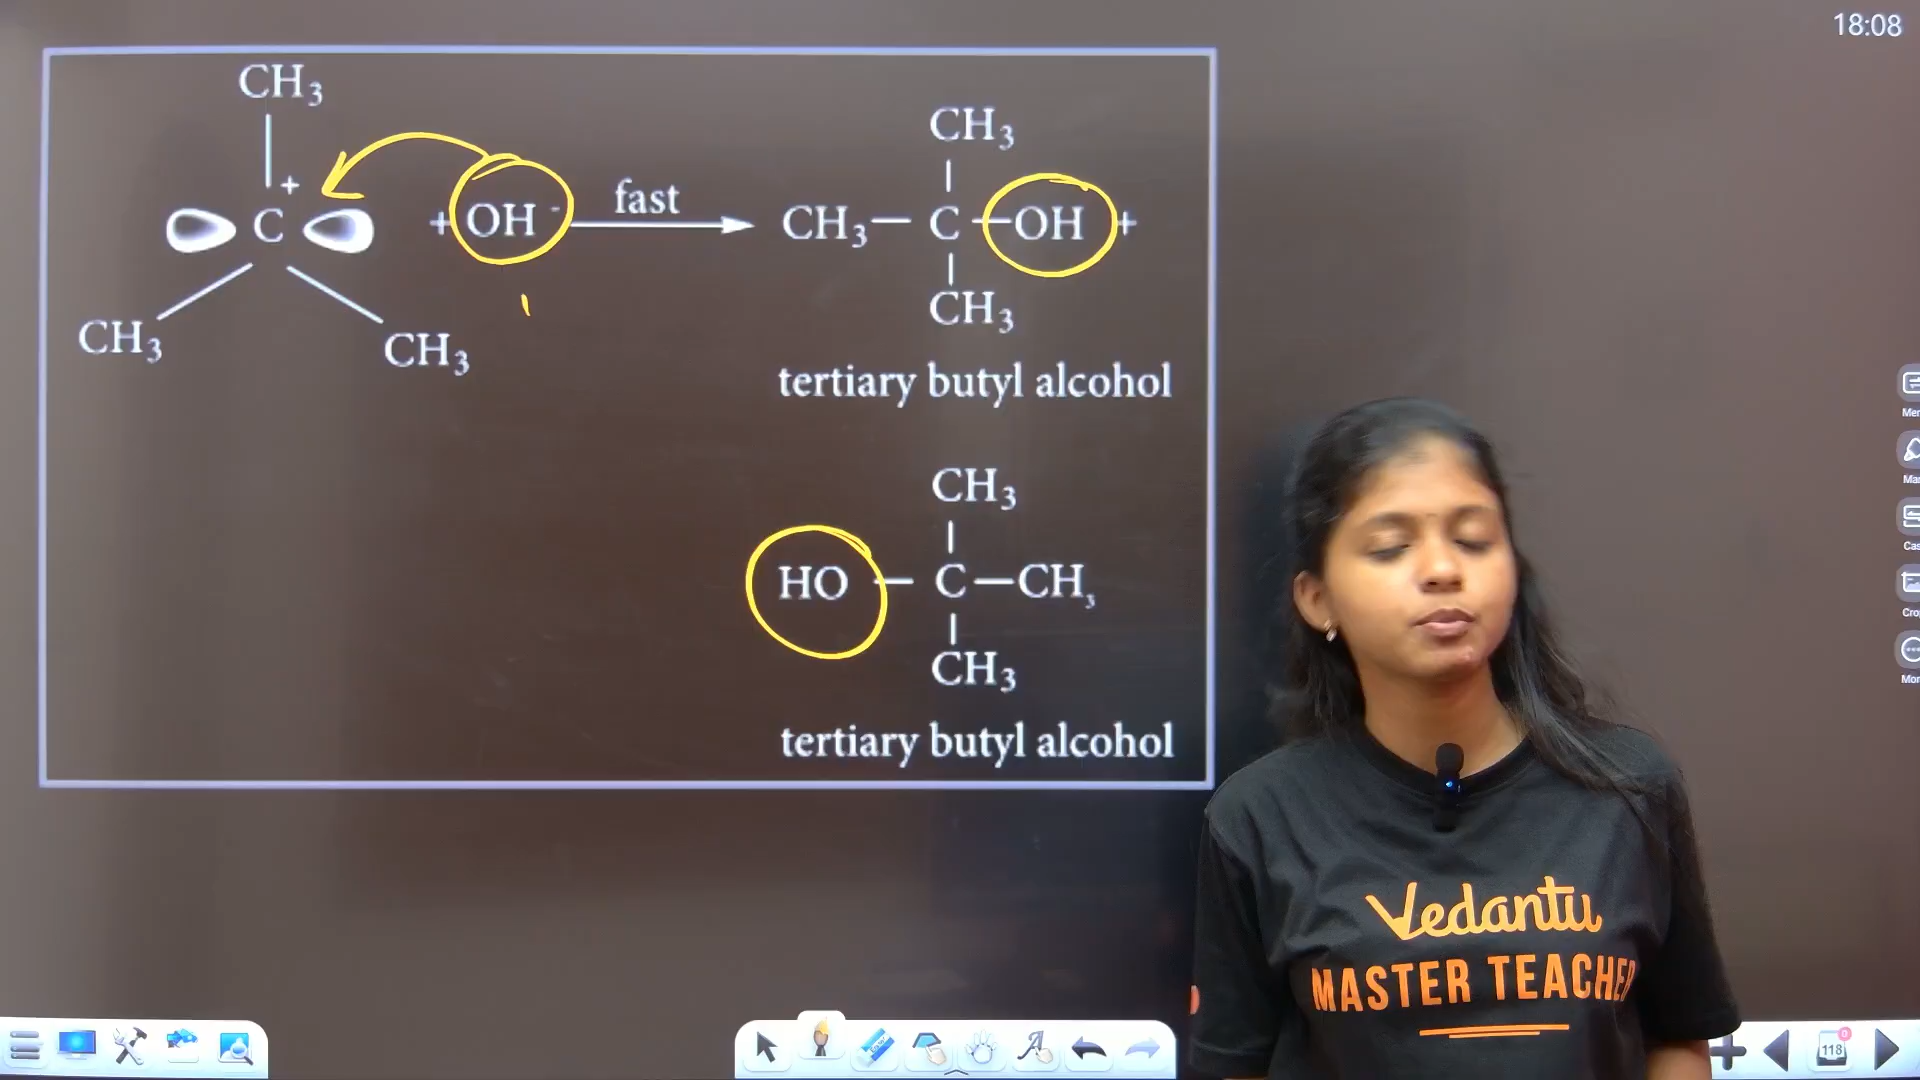 18:08
CH3
+
C
+ OH -
fast
CH3
CH3
CH3
CH3 — C — OH +
CH3
tertiary butyl alcohol
CH3
HO — C — CH3
CH3
tertiary butyl alcohol
Vedantu
MASTER TEACHER
118
0